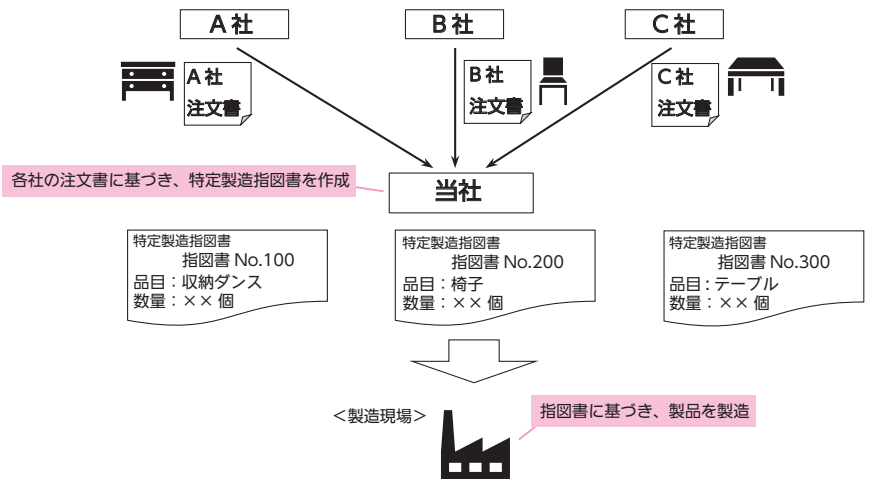 A社
B社
C社
A社
注文書
B社
注文書
C社
注文書
各社の注文書に基づき、特定製造指図書を作成
当社
特定製造指図書
指図書 No.100
品目：収納ダンス
数量：×× 個
特定製造指図書
指図書 No.200
品目：椅子
数量：×× 個
特定製造指図書
指図書 No.300
品目：テーブル
数量：×× 個
＜製造現場＞
指図書に基づき、製品を製造